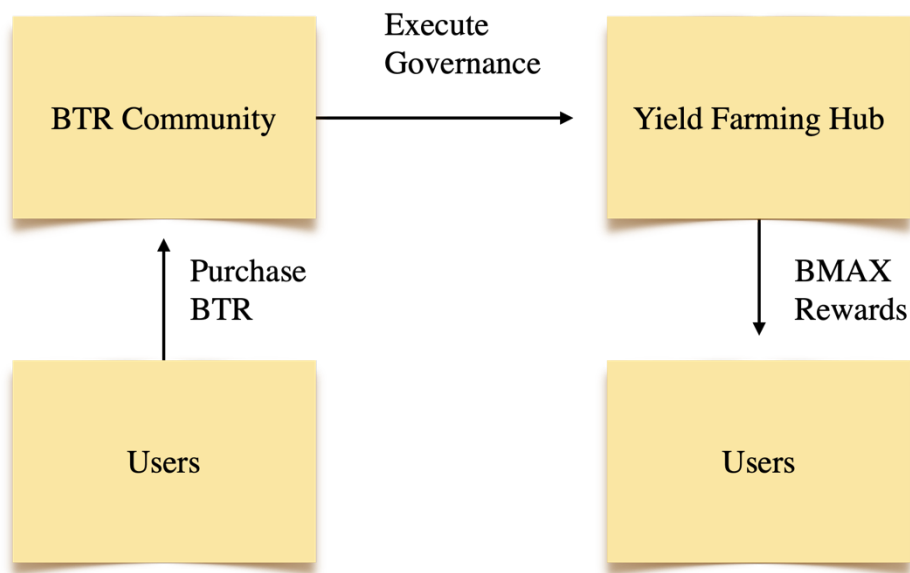 Execute
Governance
BTR Community
Yield Farming Hub
Purchase
BTR
BMAX
Rewards
Users
Users